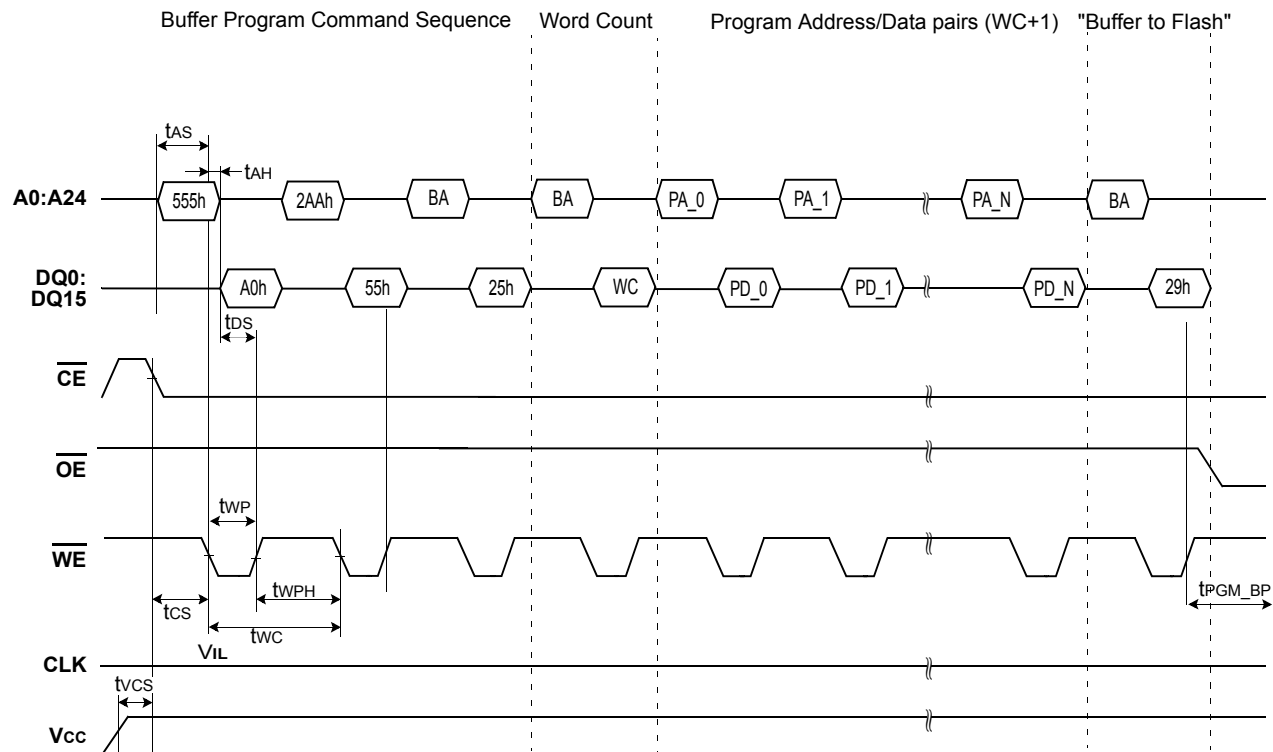 Buffer Program Command Sequence
Word Count
Program Address/Data pairs (WC+1)
"Buffer to Flash"
tAS
tAH
A0:A24
555h
2AAh
BA
BA
PA_0
PA_1
PA_N
BA
DQ0:
DQ15
A0h
55h
25h
WC
PD_0
PD_1
PD_N
29h
tDS
CE
OE
tWP
WE
tWPH
tPGM_BP
tCS
tWC
VIL
CLK
tVCS
Vcc